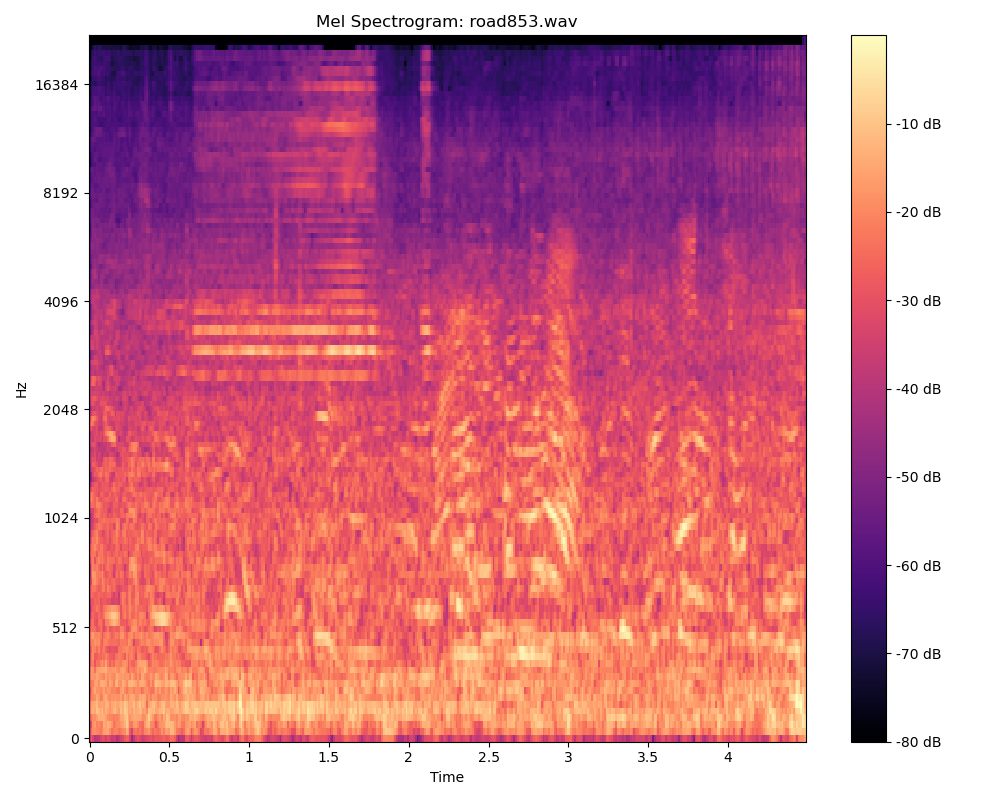 Mel Spectrogram: road853.wav
Hz
16384
8192
4096
2048
1024
512
0
0 0.5 1 1.5 2 2.5 3 3.5 4
Time
-10 dB
-20 dB
-30 dB
-40 dB
-50 dB
-60 dB
-70 dB
-80 dB